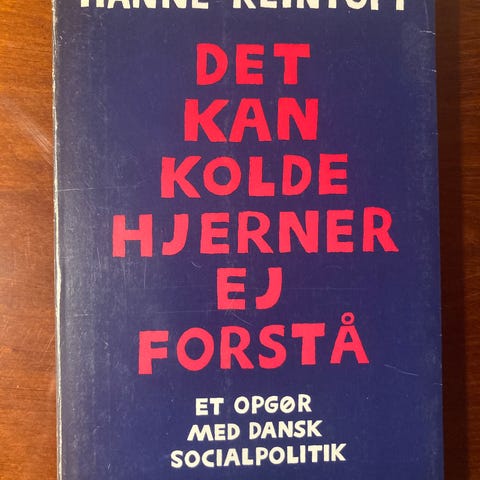 HANNE REINTOFT
DET
KAN
KOLDE
HJERNER
EJ
FORSTÅ
ET OPGØR
MED DANSK
SOCIALPOLITIK